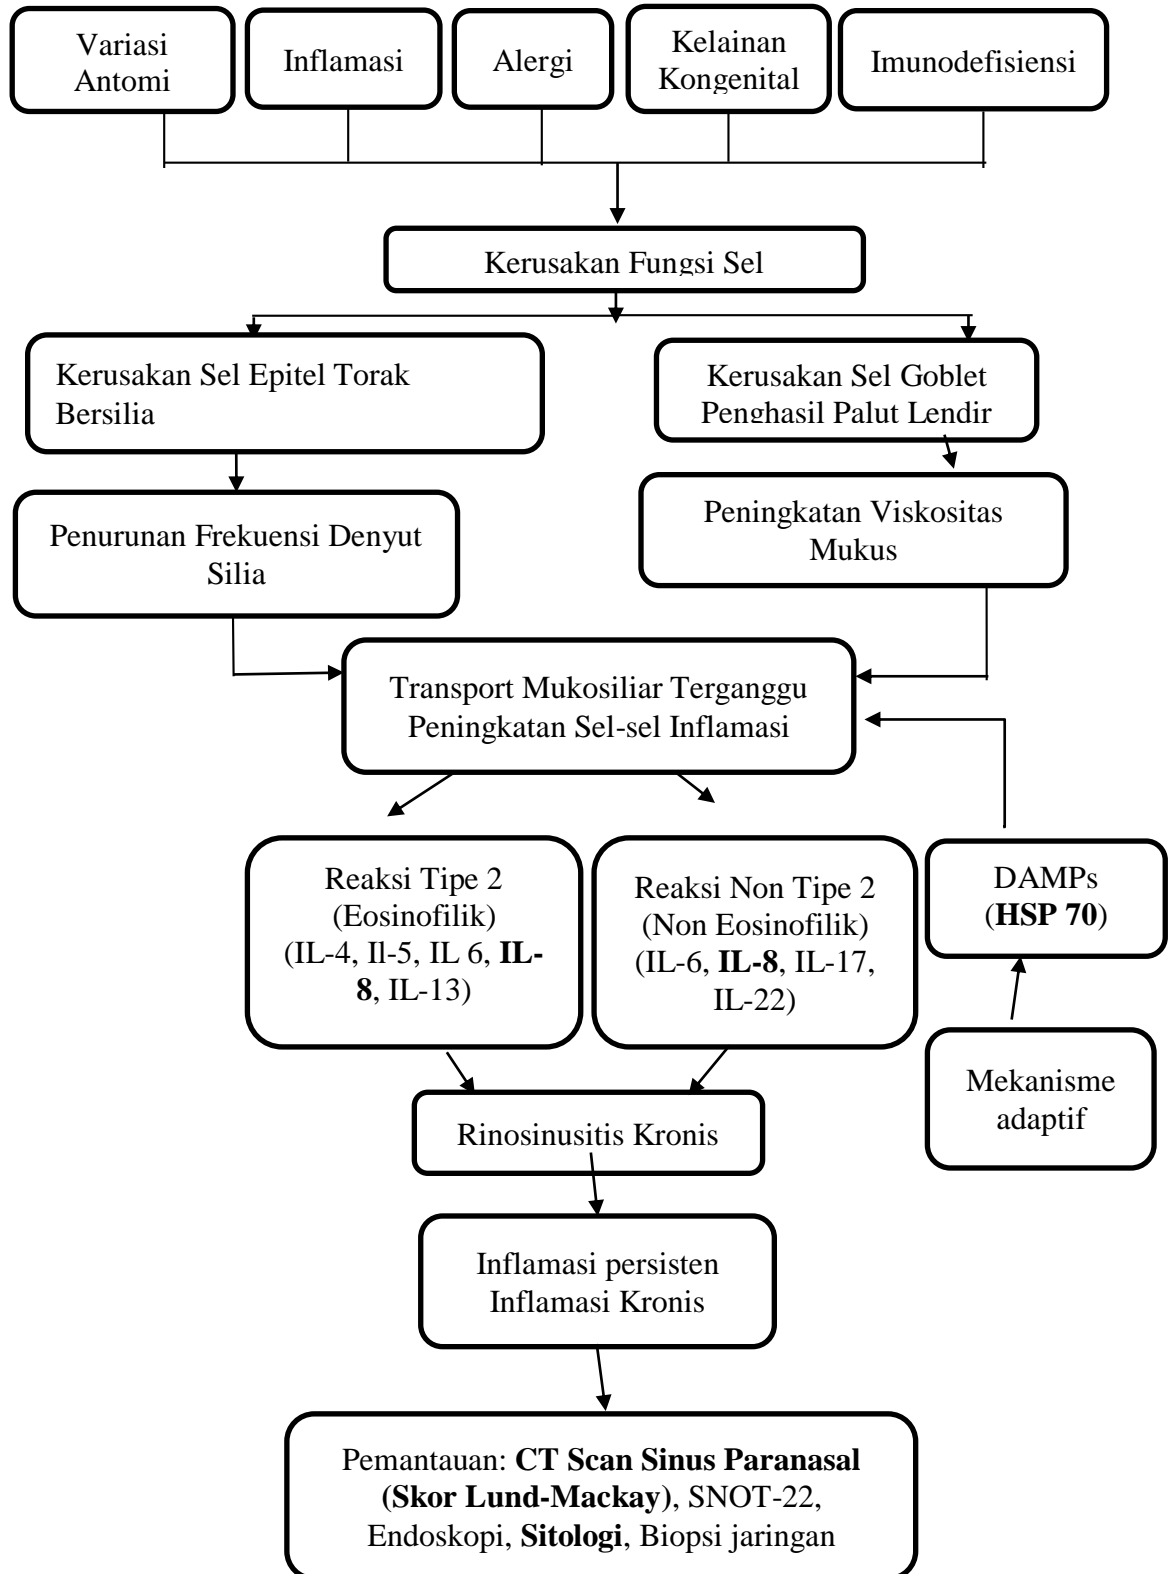 Variasi
Antomi
Inflamasi
Alergi
Kelainan
Kongenital
Imunodefisiensi
Kerusakan Fungsi Sel
Kerusakan Sel Epitel Torak
Bersilia
Kerusakan Sel Goblet
Penghasil Palut Lendir
Penurunan Frekuensi Denyut
Silia
Peningkatan Viskositas
Mukus
Transport Mukosiliar Terganggu
Peningkatan Sel-sel Inflamasi
Reaksi Tipe 2
(Eosinofilik)
(IL-4, Il-5, IL 6, IL-
8, IL-13)
Reaksi Non Tipe 2
(Non Eosinofilik)
(IL-6, IL-8, IL-17,
IL-22)
DAMPs
(HSP 70)
Mekanisme
adaptif
Rinosinusitis Kronis
Inflamasi persisten
Inflamasi Kronis
Pemantauan: CT Scan Sinus Paranasal
(Skor Lund-Mackay), SNOT-22,
Endoskopi, Sitologi, Biopsi jaringan